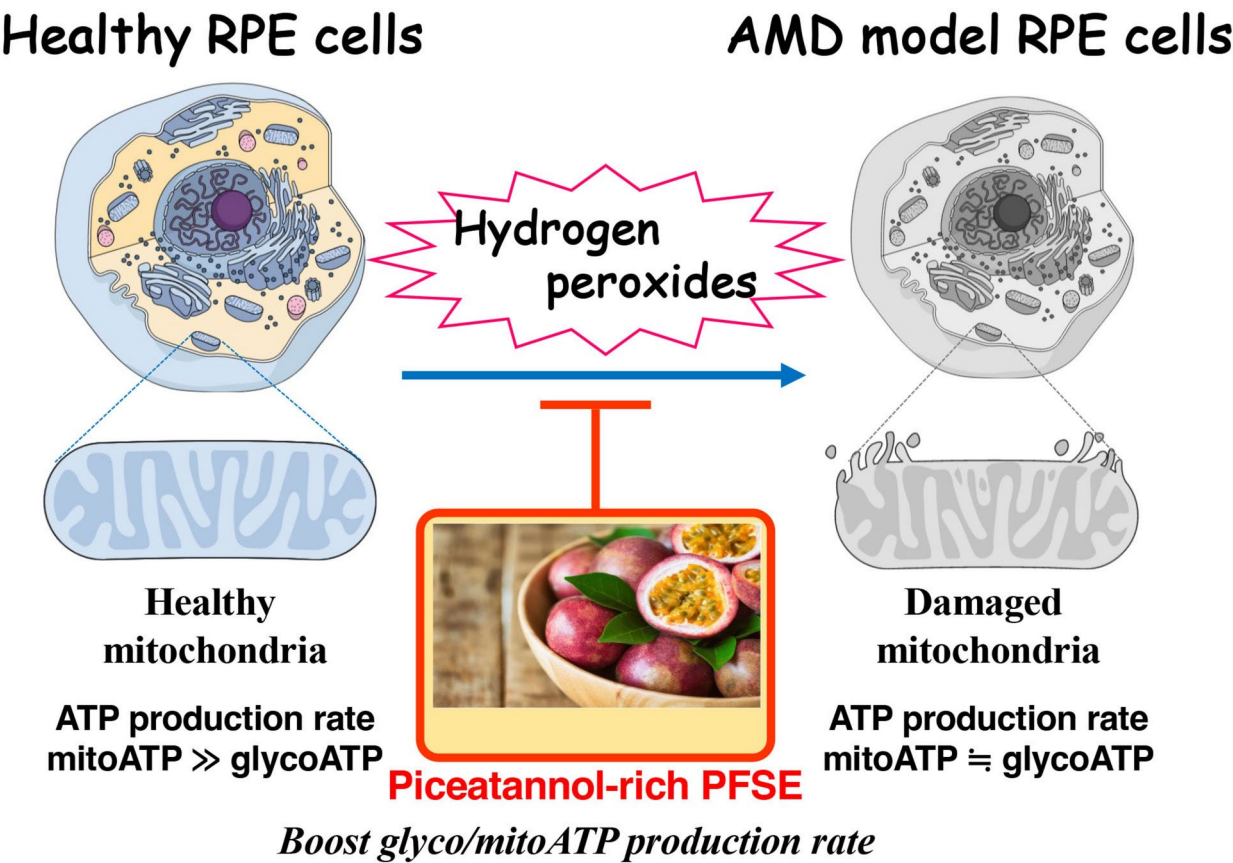 Healthy RPE cells
AMD model RPE cells
Hydrogen
peroxides
Healthy
mitochondria
Damaged
mitochondria
ATP production rate
mitoATP ≫ glycoATP
ATP production rate
mitoATP ≒ glycoATP
Piceatannol-rich PFSE
Boost glyco/mitoATP production rate